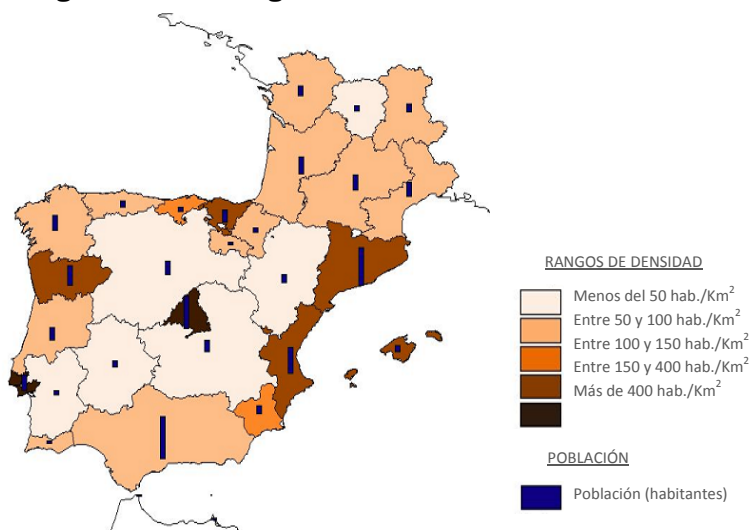 RANGOS DE DENSIDAD
Menos del 50 hab./Km²
Entre 50 y 100 hab./Km²
Entre 100 y 150 hab./Km²
Entre 150 y 400 hab./Km²
Más de 400 hab./Km²
POBLACIÓN
Población (habitantes)